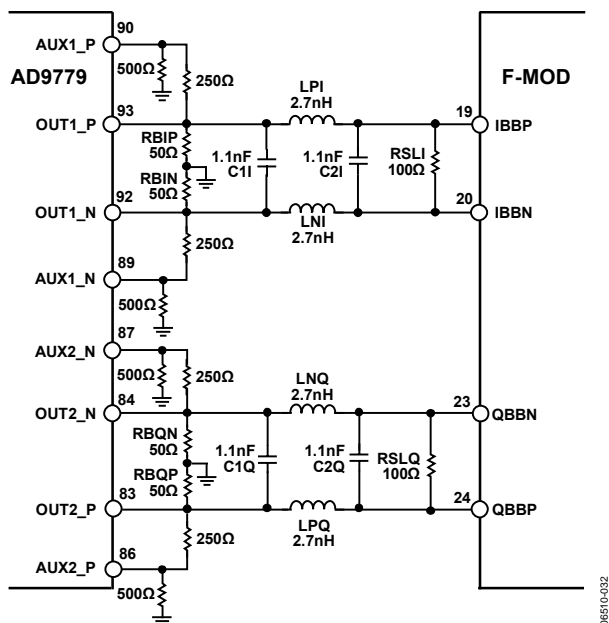 90
AUX1_P
AD9779
500Ω
250Ω
LPI
2.7nH
F-MOD
93
OUT1_P
19
IBBP
RBIP
50Ω
1.1nF
C1I
1.1nF
C2I
RSLI
100Ω
RBIN
50Ω
92
OUT1_N
20
IBBN
LNI
2.7nH
250Ω
89
AUX1_N
500Ω
87
AUX2_N
500Ω
250Ω
LNQ
2.7nH
84
OUT2_N
23
QBBN
RBQN
50Ω
1.1nF
C1Q
1.1nF
C2Q
RSLQ
100Ω
RBQP
50Ω
83
OUT2_P
24
QBBP
LPQ
2.7nH
250Ω
86
AUX2_P
500Ω
06510-032